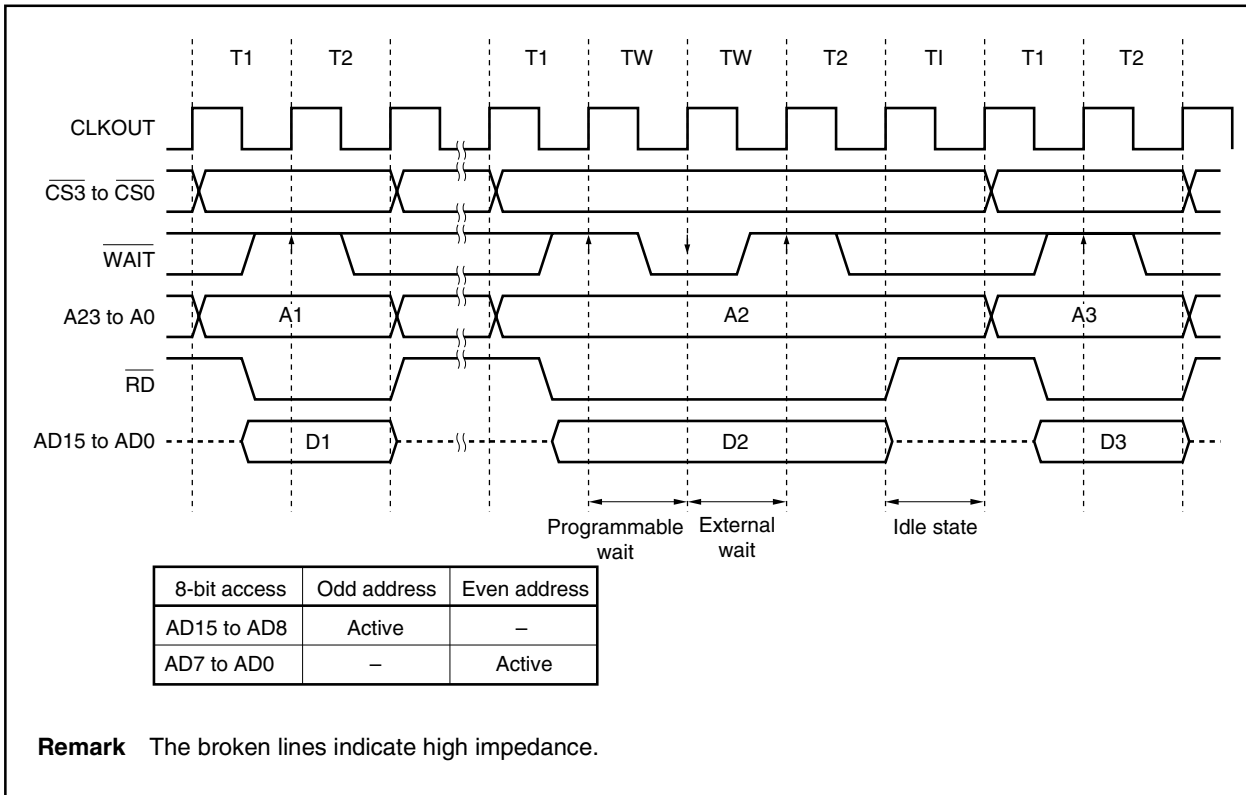 T1 T2 T1 TW TW T2 TI T1 T2
CLKOUT
CS3 to CS0
WAIT
A23 to A0 A1 A2 A3
RD
AD15 to AD0 D1 D2 D3
Programmable wait
External wait
Idle state
8-bit access Odd address Even address
AD15 to AD8 Active –
AD7 to AD0 – Active
Remark The broken lines indicate high impedance.